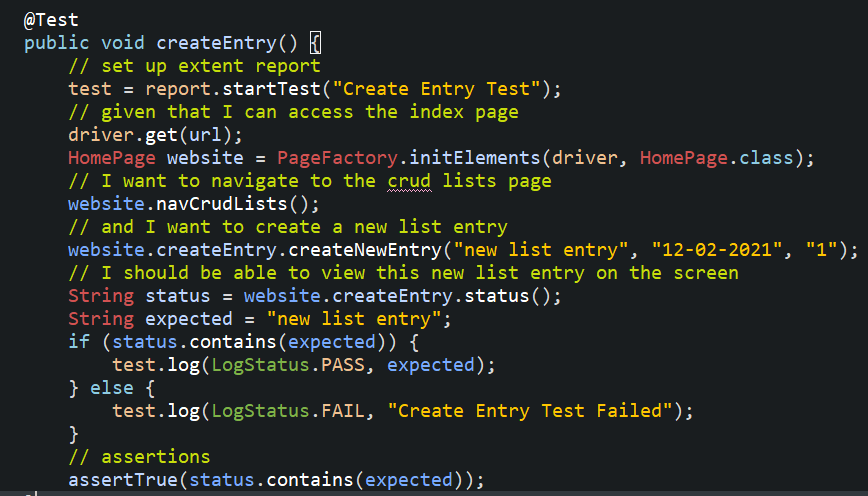 @Test
public void createEntry() {
    // set up extent report
    test = report.startTest("Create Entry Test");
    // given that I can access the index page
    driver.get(url);
    HomePage website = PageFactory.initElements(driver, HomePage.class);
    // I want to navigate to the crud lists page
    website.navCrudLists();
    // and I want to create a new list entry
    website.createEntry.createNewEntry("new list entry", "12-02-2021", "1");
    // I should be able to view this new list entry on the screen
    String status = website.createEntry.status();
    String expected = "new list entry";
    if (status.contains(expected)) {
        test.log(LogStatus.PASS, expected);
    } else {
        test.log(LogStatus.FAIL, "Create Entry Test Failed");
    }
    // assertions
    assertTrue(status.contains(expected));